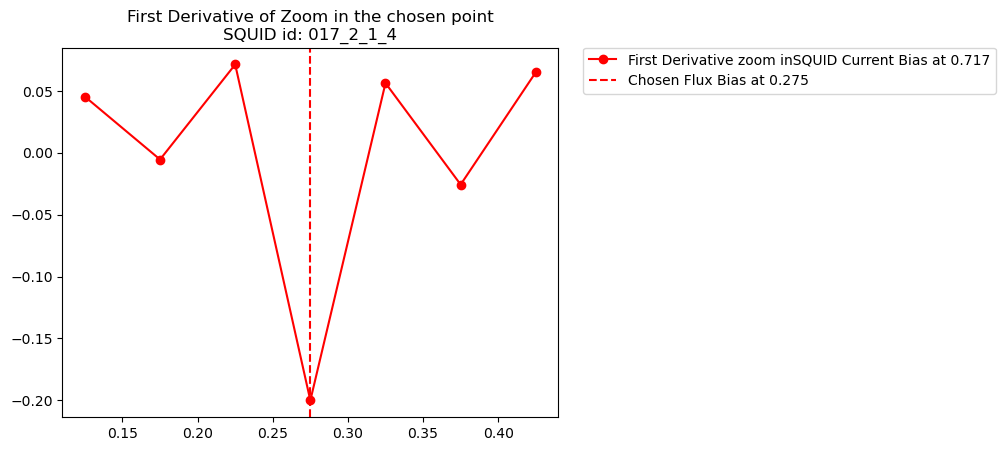 First Derivative of Zoom in the chosen point
SQUID id: 017_2_1_4
First Derivative zoom inSQUID Current Bias at 0.717
Chosen Flux Bias at 0.275
0.05
0.00
−0.05
−0.10
−0.15
−0.20
0.15 0.20 0.25 0.30 0.35 0.40